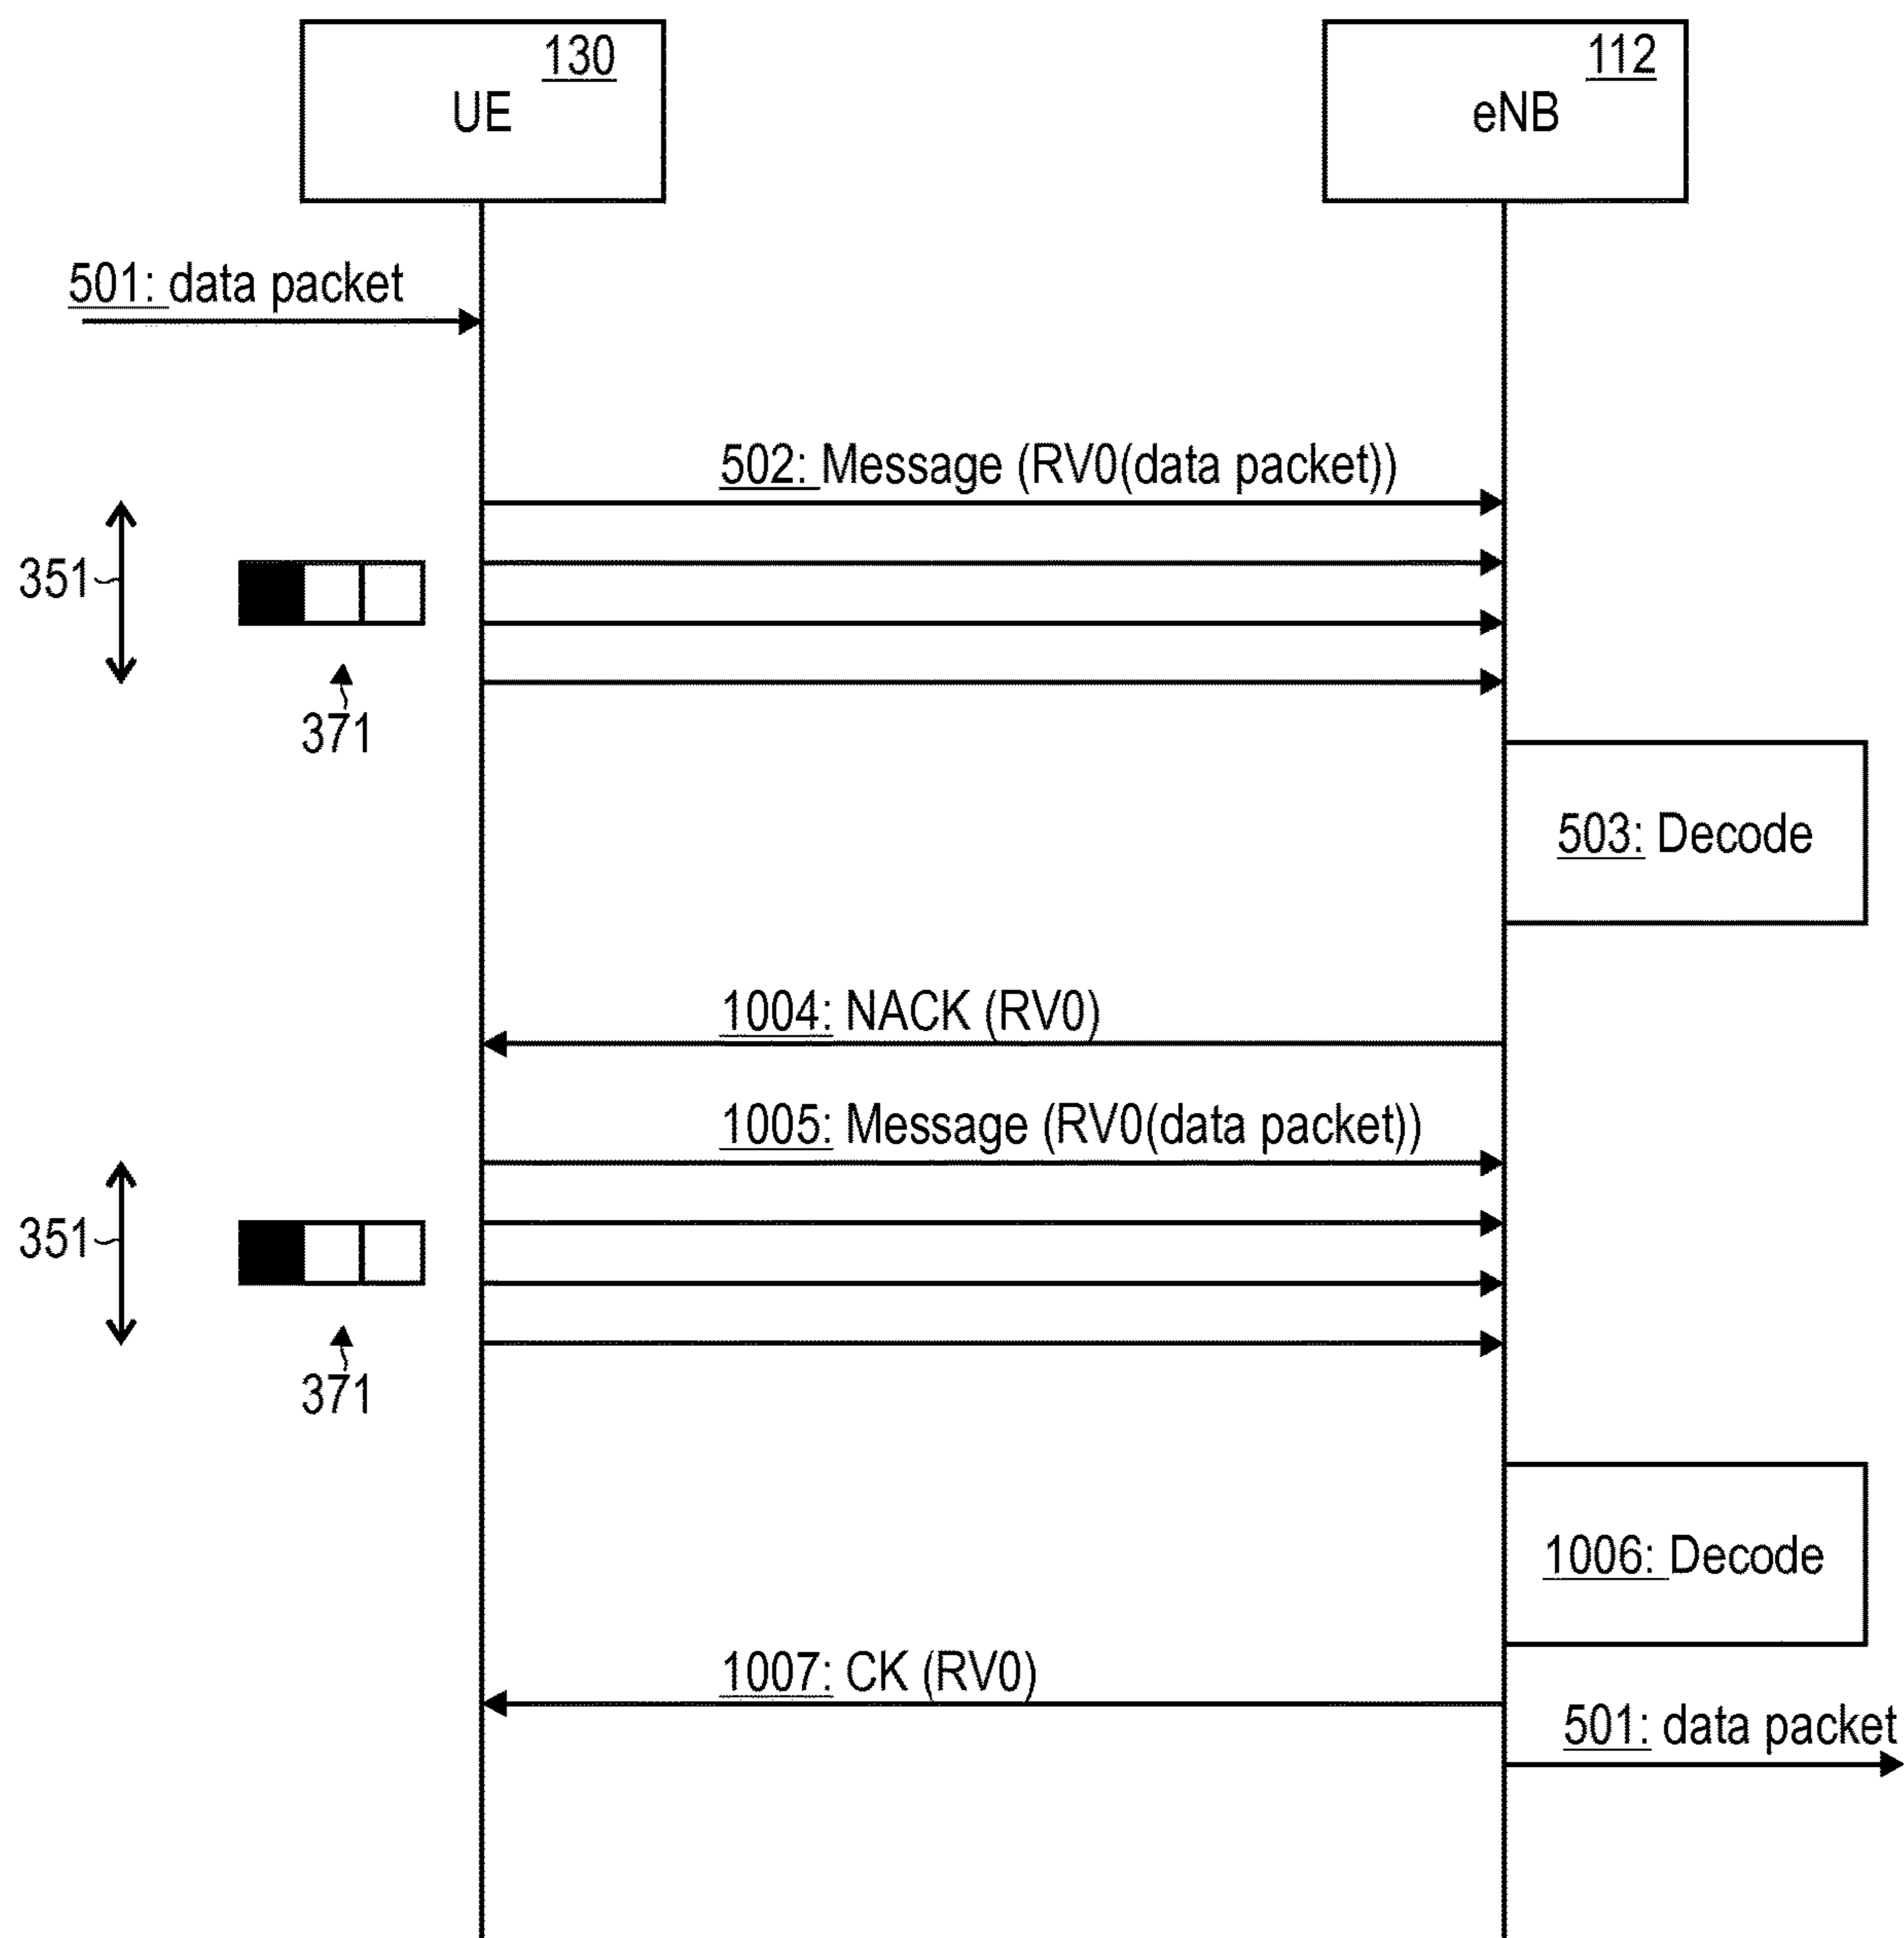 130
UE
112
eNB
501: data packet
502: Message (RV0(data packet))
351
371
503: Decode
1004: NACK (RV0)
1005: Message (RV0(data packet))
351
371
1006: Decode
1007: CK (RV0)
501: data packet